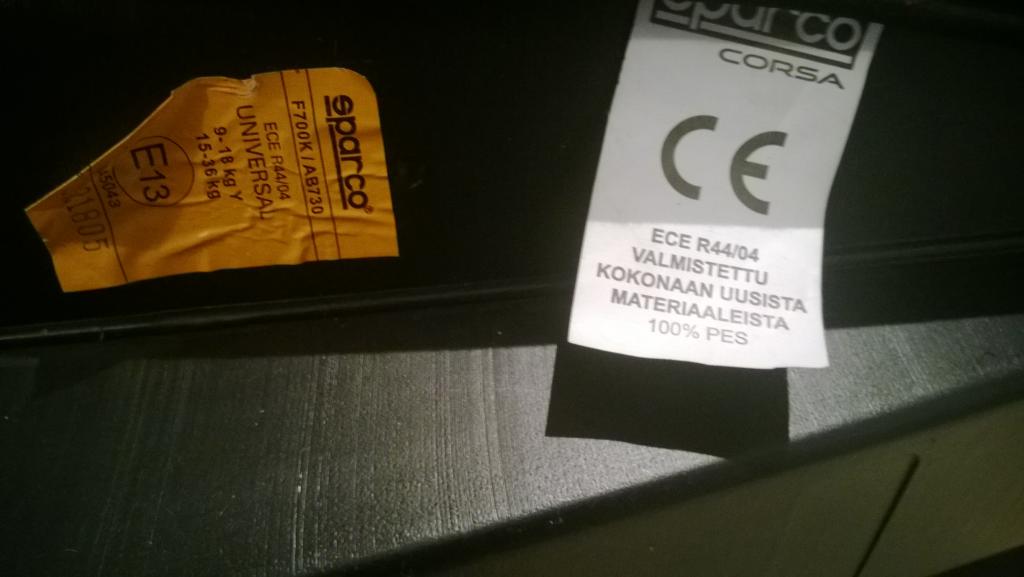 sparco®
F700K / AB730
ECE R44/04
UNIVERSAL
9-18 kg Y
15-36 kg
E13
sparco
CORSA
CE
ECE R44/04
VALMISTETTU
KOKONAAN UUSISTA
MATERIAALEISTA
100% PES